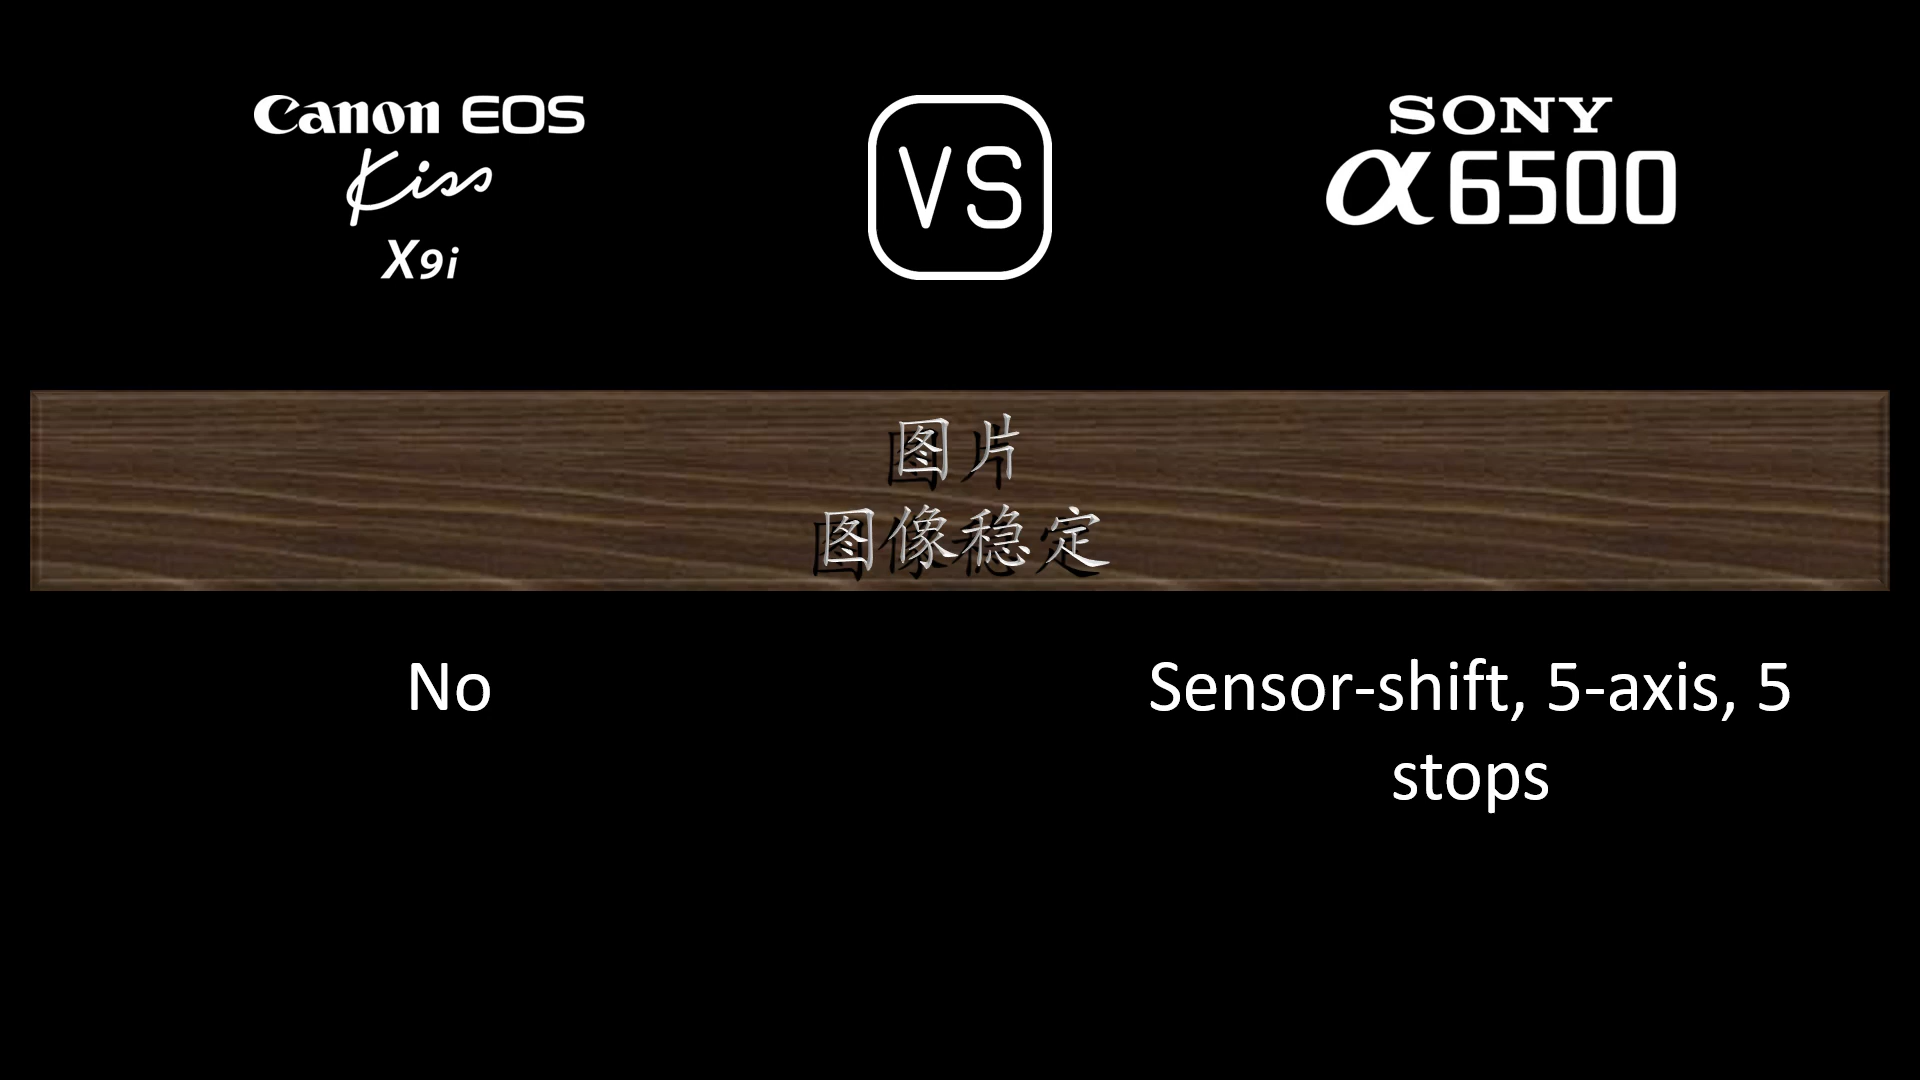 Canon EOS
Kiss
X9i
VS
SONY
α6500
图片
图像稳定
No
Sensor-shift, 5-axis, 5
stops